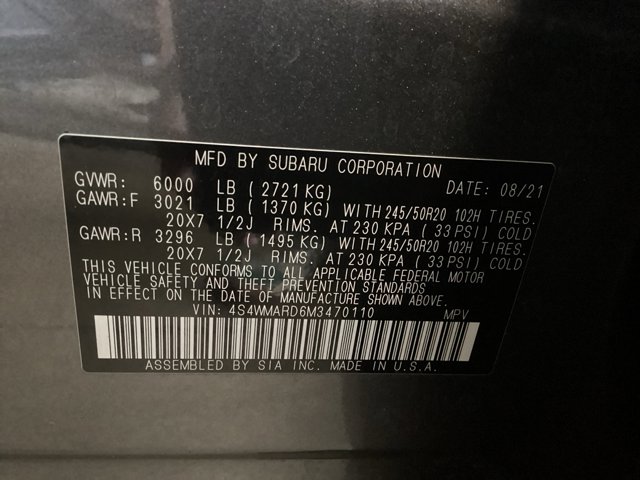 MFD BY SUBARU CORPORATION
GVWR: 6000 LB ( 2721 KG) DATE: 08/21
GAWR:F 3021 LB ( 1370 KG) WITH 245/50R20 102H TIRES.
20X7 1/2J RIMS. AT 230 KPA ( 33 PSI) COLD
GAWR:R 3296 LB ( 1495 KG) WITH 245/50R20 102H TIRES.
20X7 1/2J RIMS. AT 230 KPA ( 33 PSI) COLD
THIS VEHICLE CONFORMS TO ALL APPLICABLE FEDERAL MOTOR
VEHICLE SAFETY AND THEFT PREVENTION STANDARDS
IN EFFECT ON THE DATE OF MANUFACTURE SHOWN ABOVE.
VIN: 4S4WMARD6M3470110 MPV
ASSEMBLED BY SIA INC. MADE IN U.S.A.